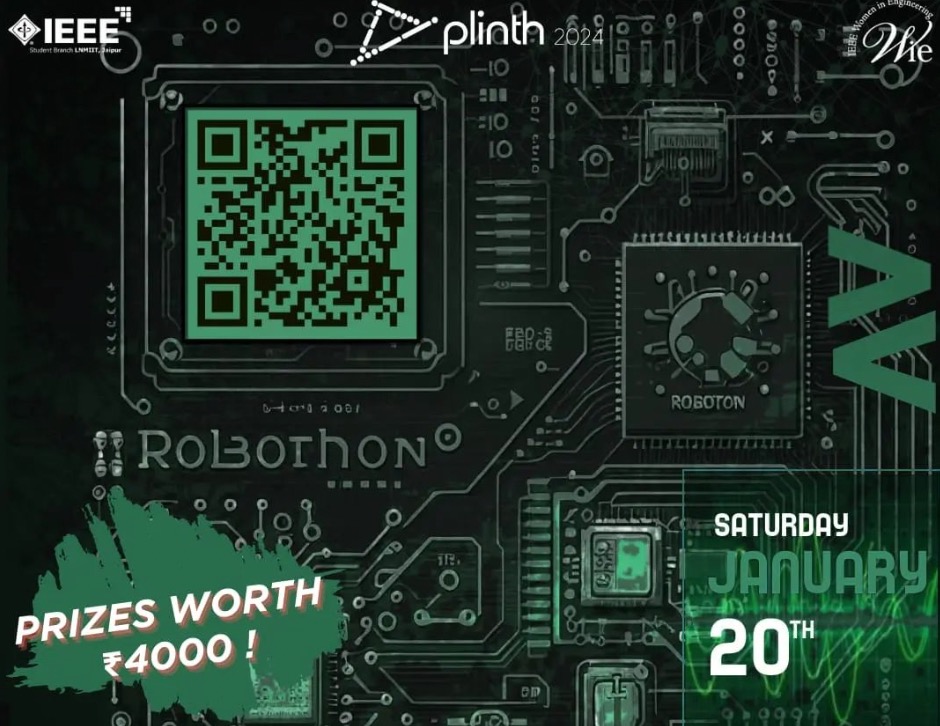 IEEE
Student Branch LNMIIT, Jaipur
plinth 2024
IEEE Women in Engineering
Wie
ROBOTHON
ROBOTON
PRIZES WORTH
₹4000 !
SATURDAY
JANUARY
20TH